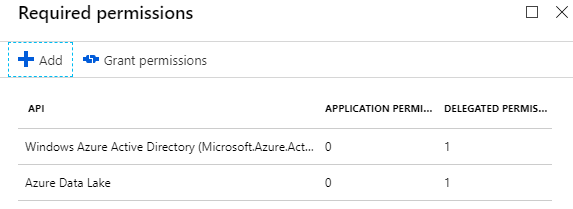 Required permissions
Add Grant permissions
API APPLICATION PERMI... DELEGATED PERMIS...
Windows Azure Active Directory (Microsoft.Azure.Act... 0 1
Azure Data Lake 0 1